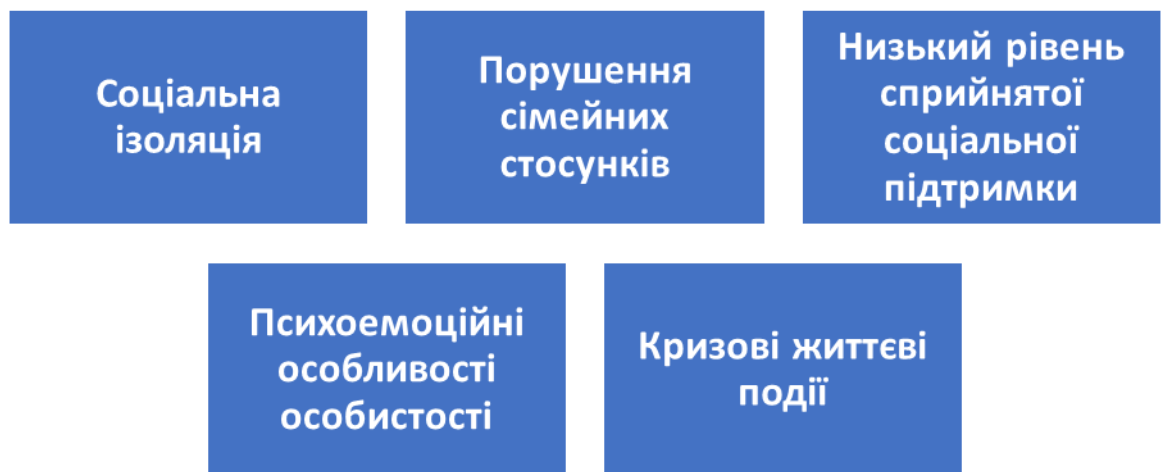 Соціальна
ізоляція
Порушення
сімейних
стосунків
Низький рівень
сприйнятої
соціальної
підтримки
Психоемоційні
особливості
особистості
Кризові життєві
події